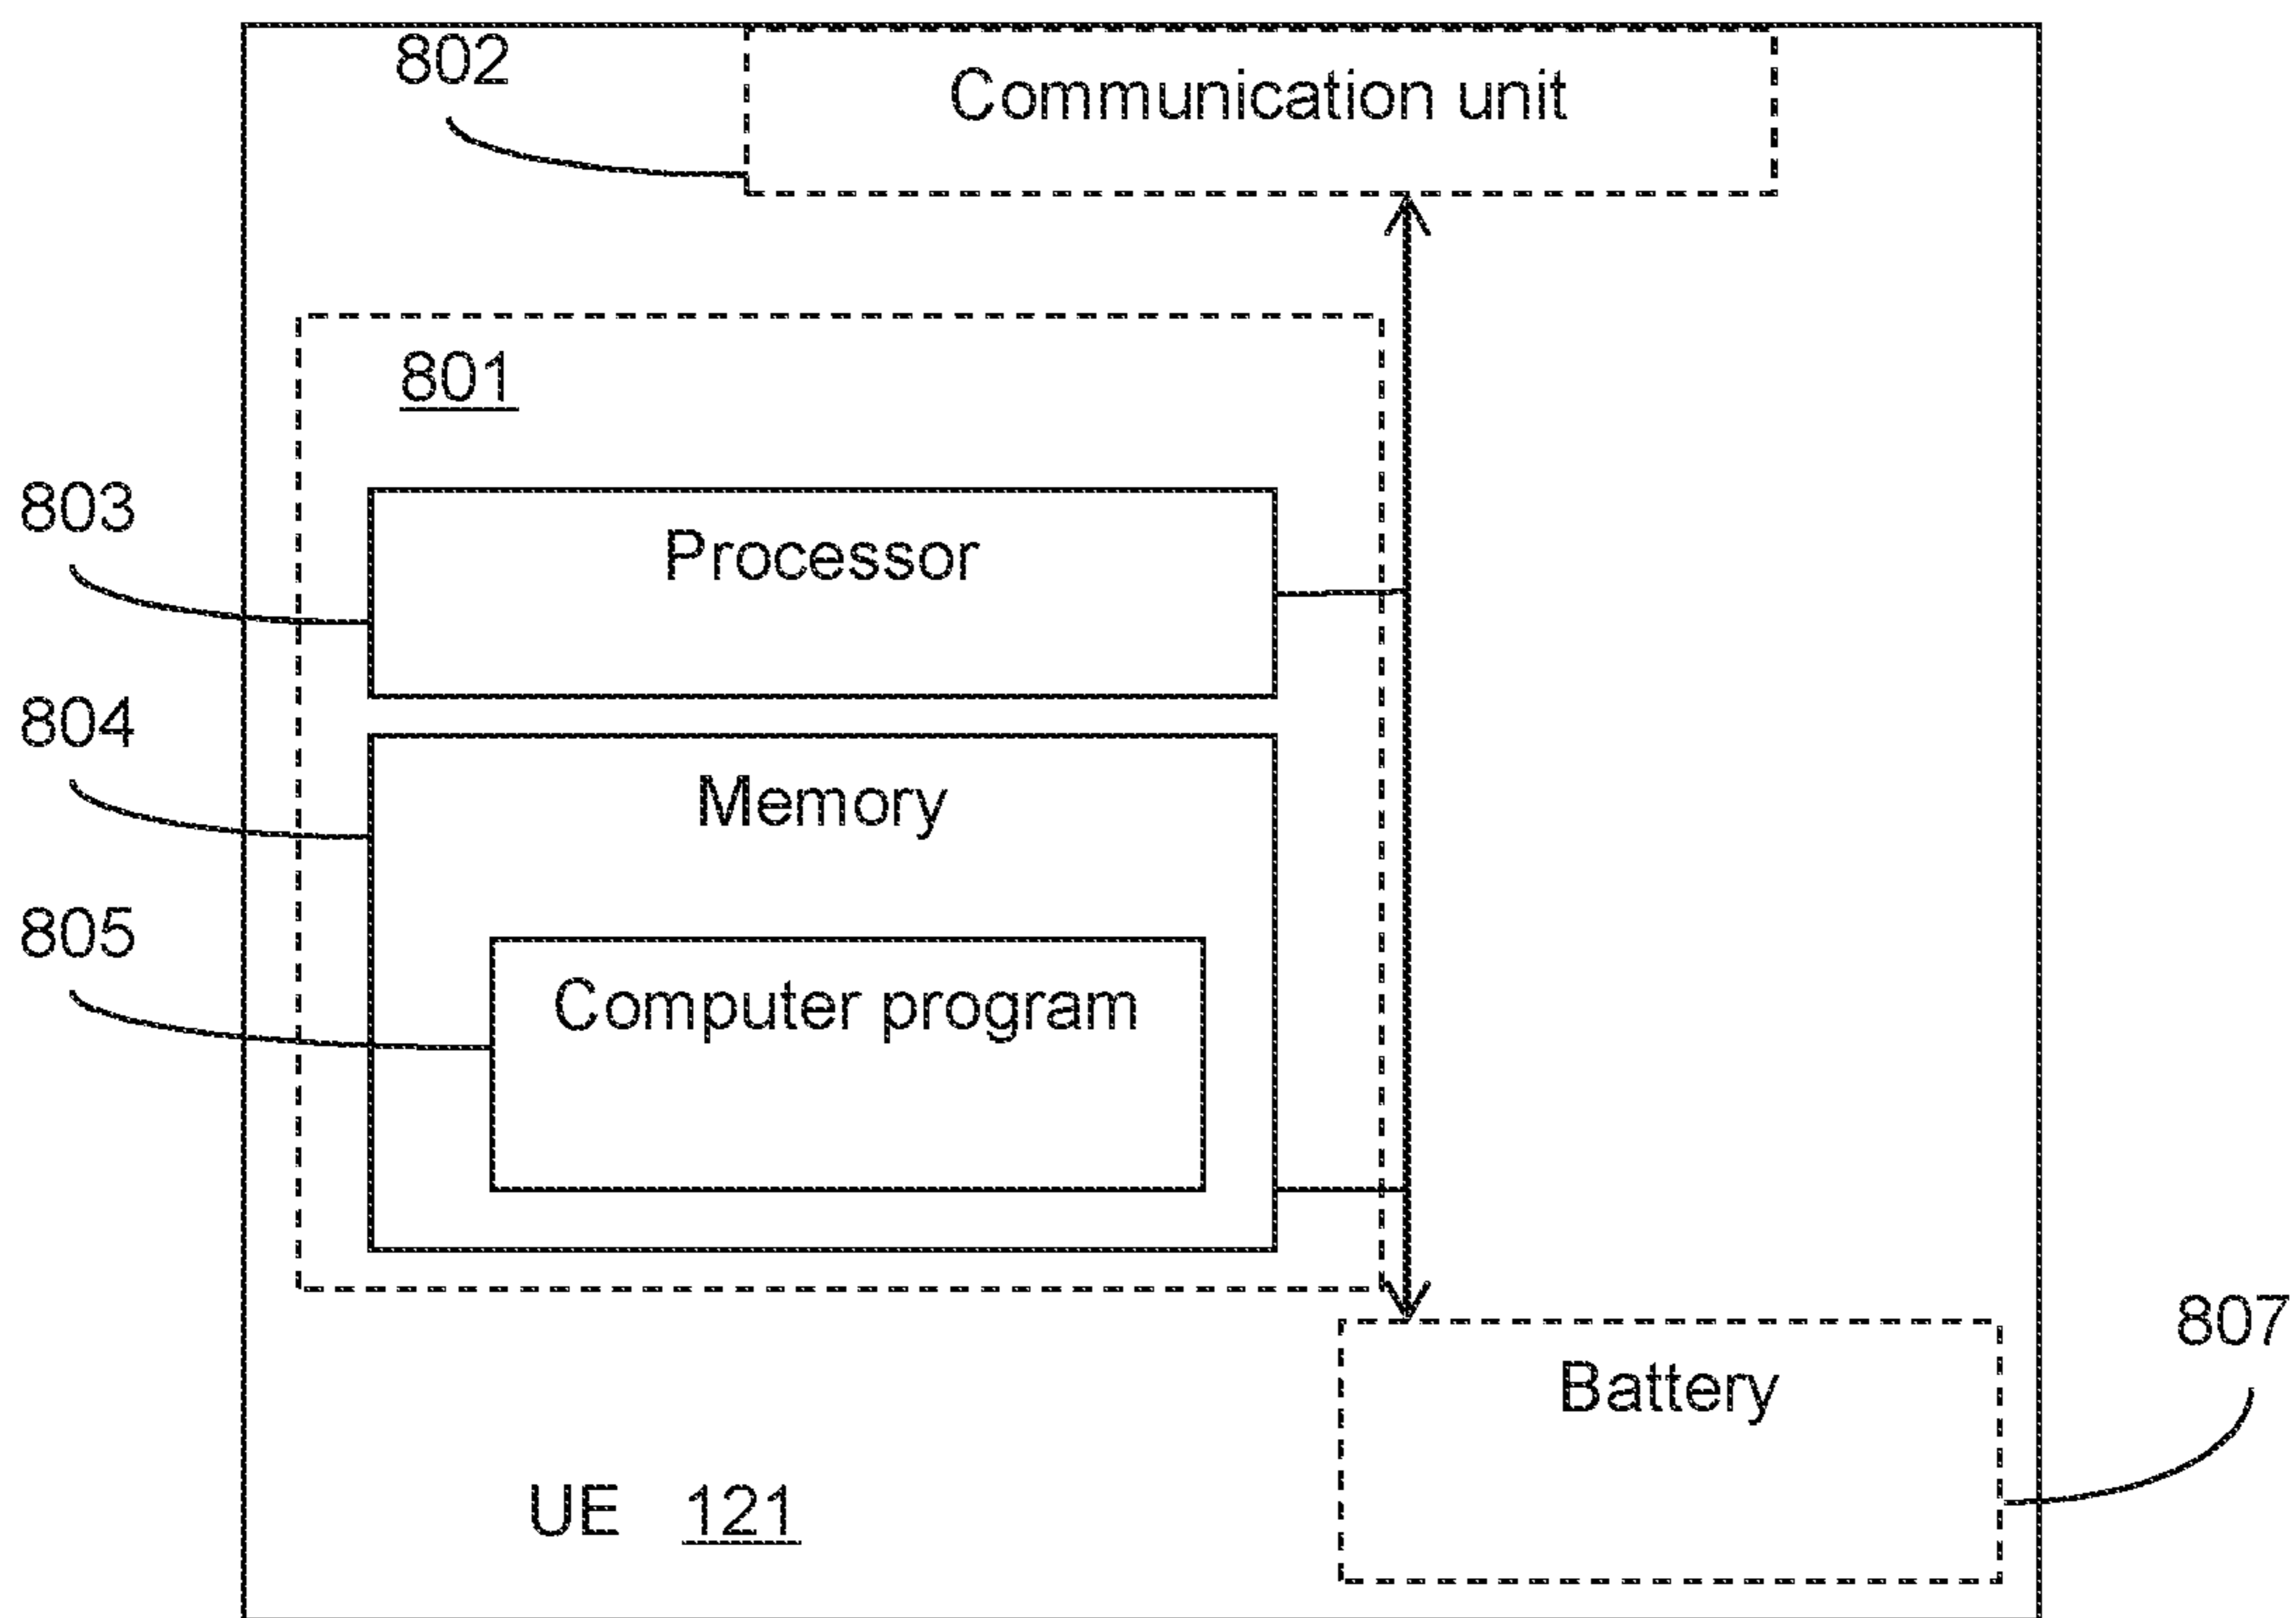 802
Communication unit
801
803
Processor
804
Memory
805
Computer program
807
Battery
UE 121